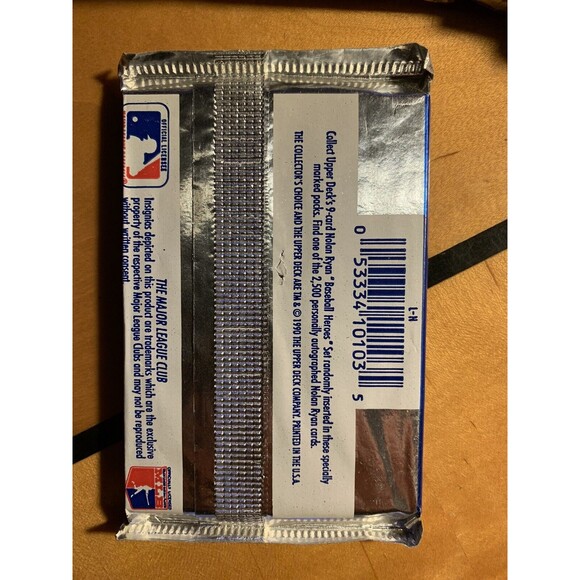 L-N
0 53334 10103 5
Collect Upper Deck's 9-card Nolan Ryan "Baseball Heroes" Set randomly inserted in these specially
marked packs. Find one of the 2,500 personally autographed Nolan Ryan cards.
THE COLLECTOR'S CHOICE AND THE UPPER DECK ARE TM & © 1990 THE UPPER DECK COMPANY. PRINTED IN THE U.S.A.
OFFICIAL LICENSEE
THE MAJOR LEAGUE CLUB
Insignias depicted on this product are trademarks which are the exclusive
property of the respective Major League Clubs and may not be reproduced
without written consent.